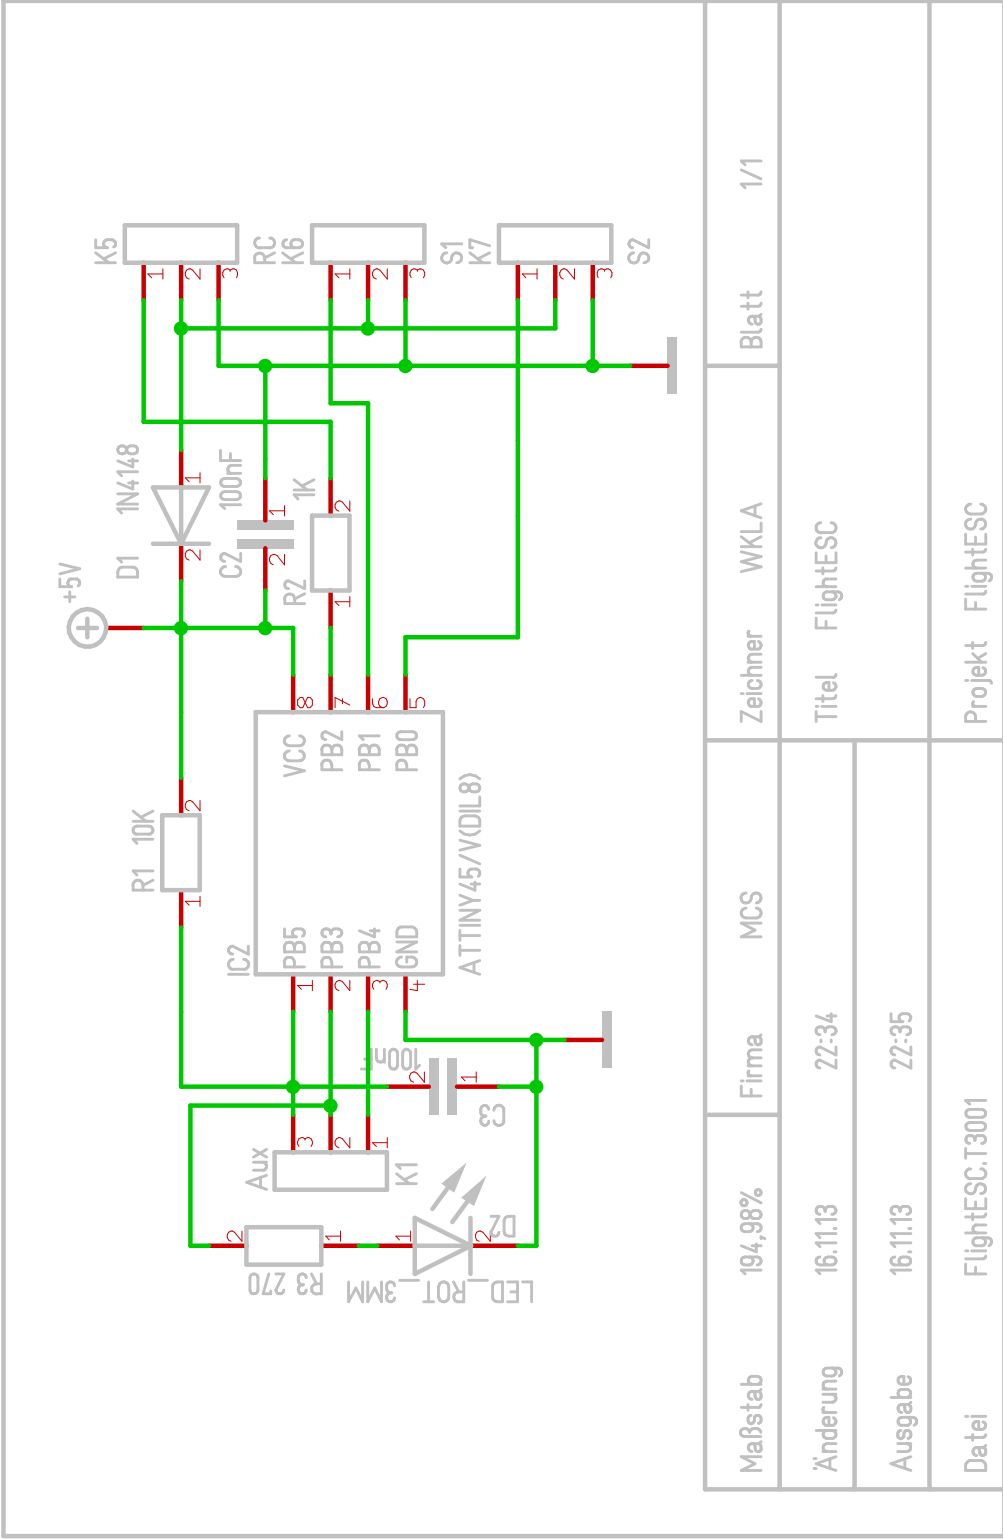 +5V
K5
1
2
3
RC
K6
1
2
3
S1
K7
1
2
3
S2
D1 1N4148
1
2
C2 100nF
1
2
R2 1K
1
2
R1 10K
1
2
IC2
PB5
PB3
PB4
GND
VCC
PB2
PB1
PB0
1
2
3
4
8
7
6
5
ATTINY45/V(DIL8)
Aux
3
2
1
K1
100nF
2
1
C3
R3 270
2
1
LED_ROT_3MM
D2
1
2
Maßstab 194,98% Firma MCS Zeichner WKLA Blatt 1/1
Änderung 16.11.13 22:34 Titel FlightESC
Ausgabe 16.11.13 22:35
Datei FlightESC.T3001 Projekt FlightESC